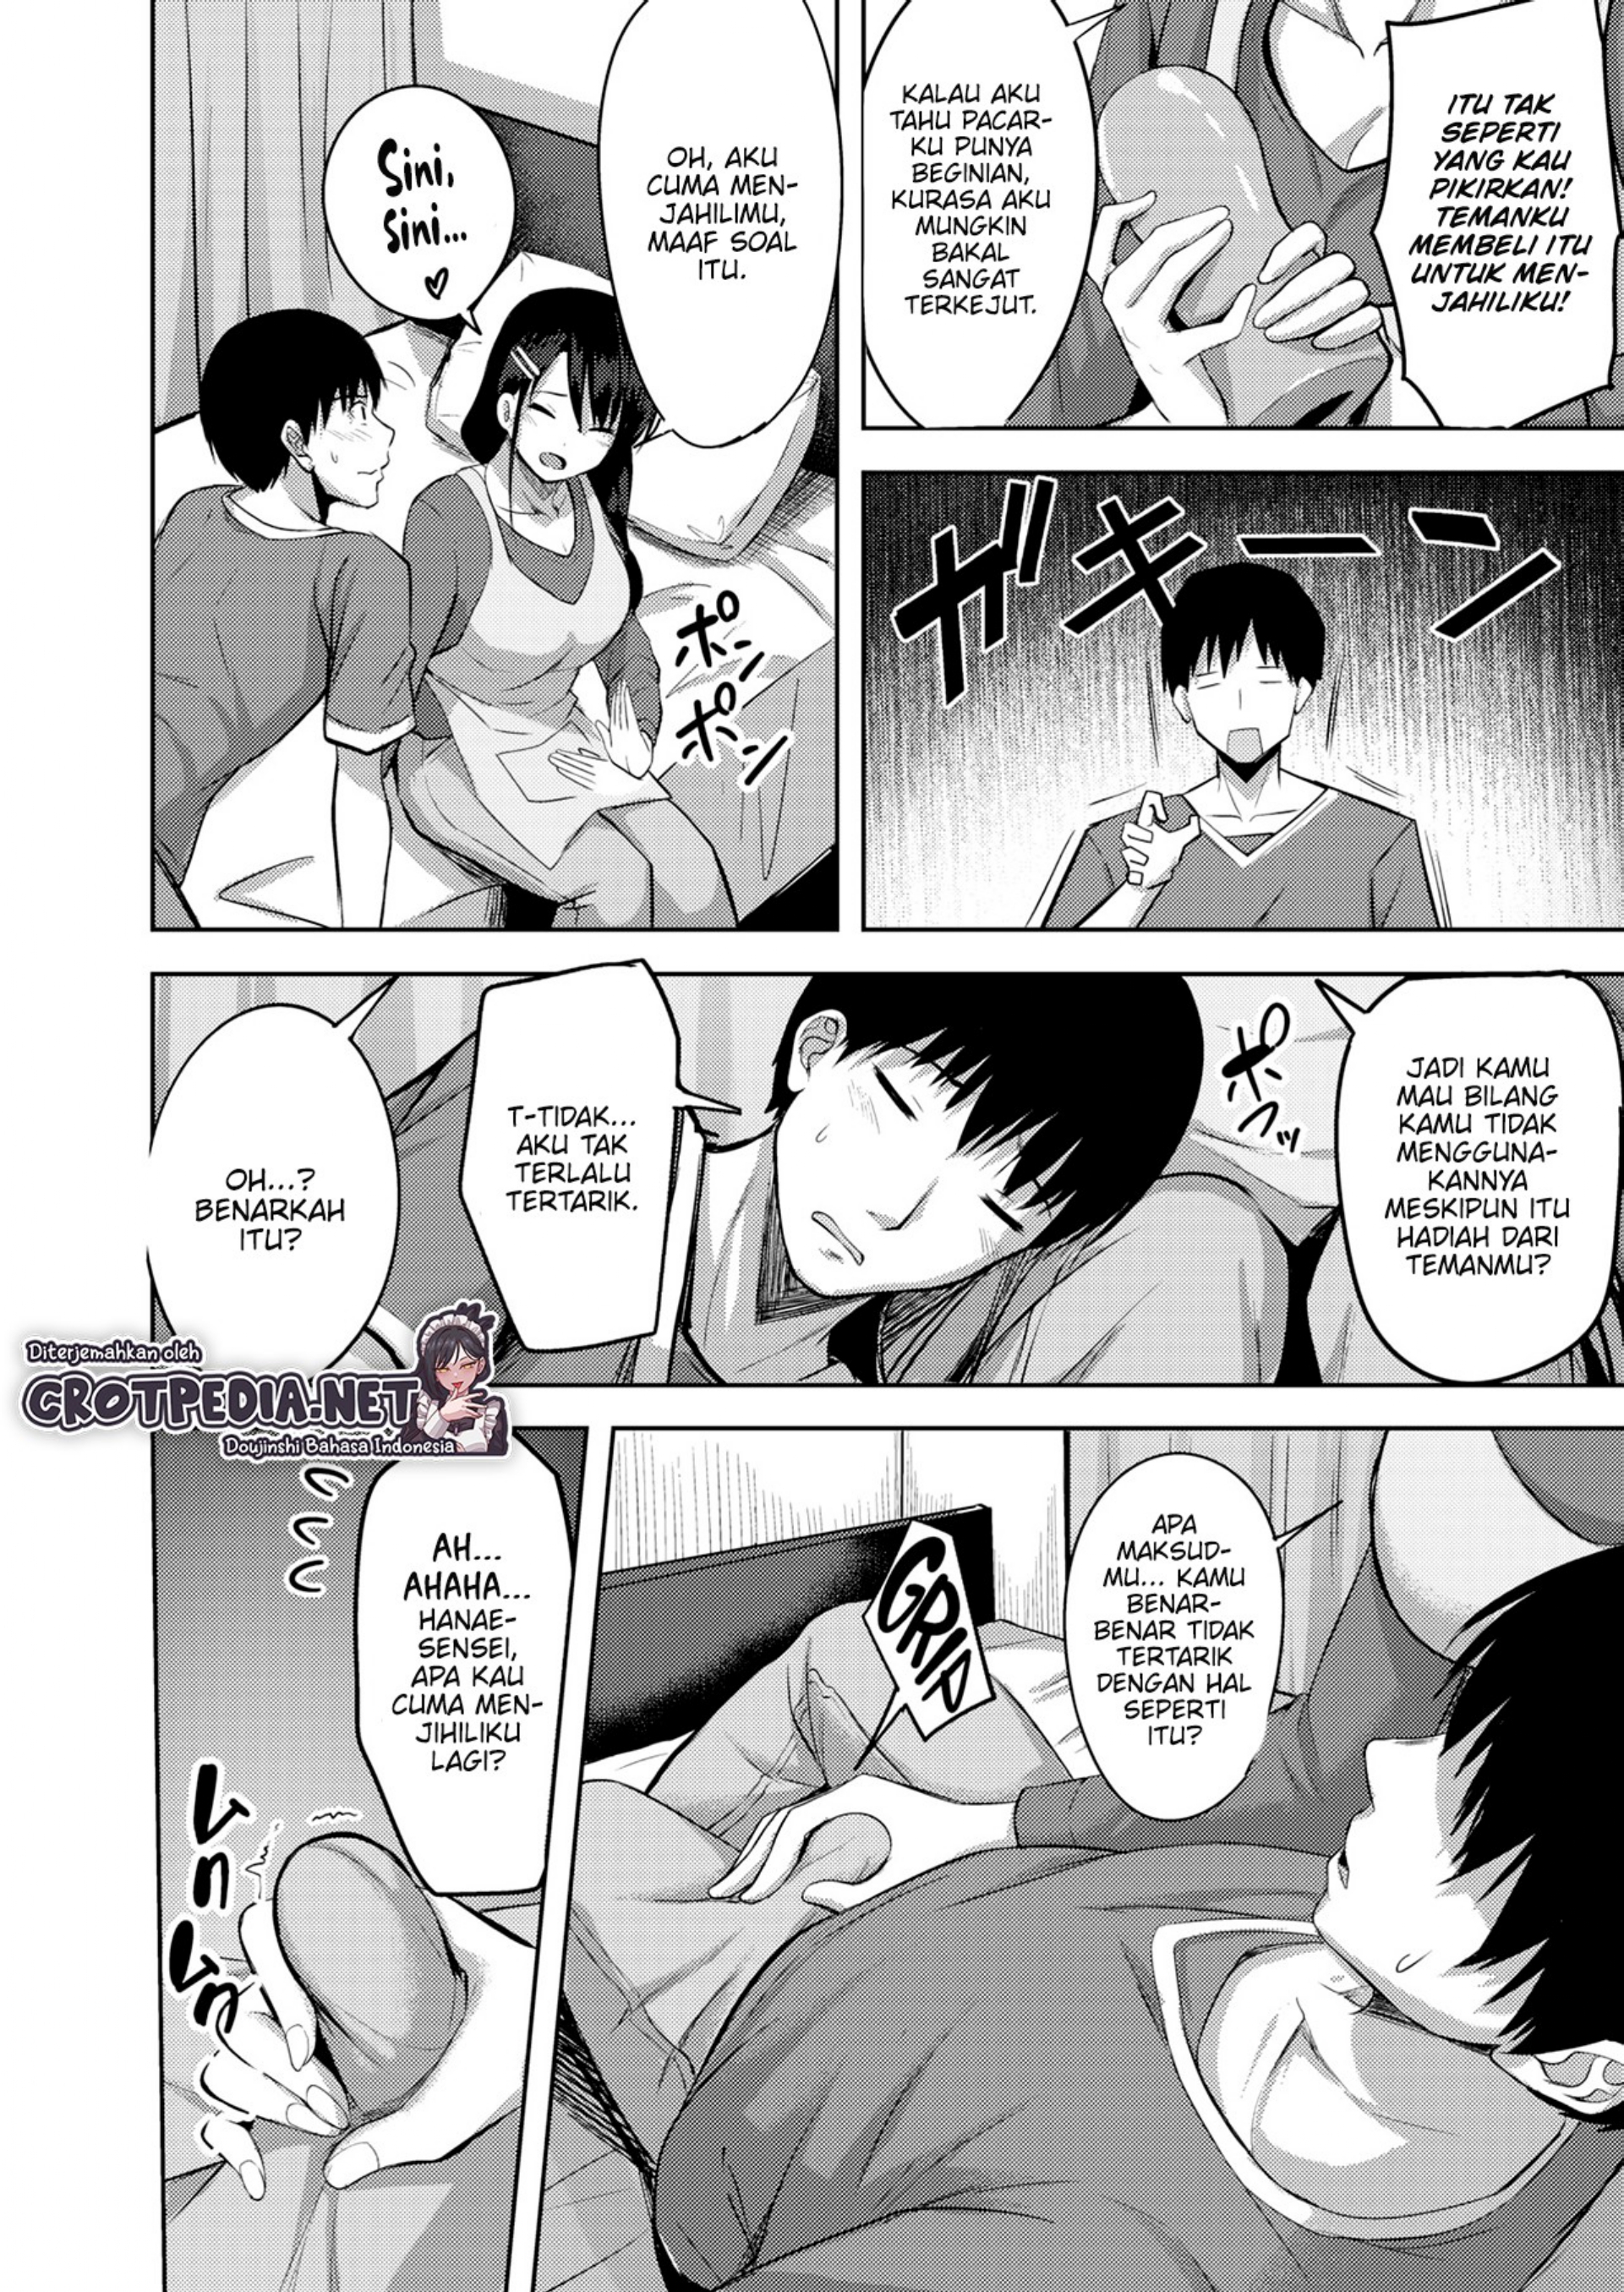 ITU TAK
SEPERTI
YANG KAU
PIKIRKAN!
TEMANKU
MEMBELI ITU
UNTUK MEN-
JAHILIKU!
KALAU AKU
TAHU PACAR-
KU PUNYA
BEGINIAN,
KURASA AKU
MUNGKIN
BAKAL
SANGAT
TERKEJUT.
ガキーン
OH, AKU
CUMA MEN-
JAHILIMU,
MAAF SOAL
ITU.
Sini,
sini...
♡
ポン
ポン
JADI KAMU
MAU BILANG
KAMU TIDAK
MENGGUNA-
KANNYA
MESKIPUN ITU
HADIAH DARI
TEMANMU?
ポフッ
T-TIDAK...
AKU TAK
TERLALU
TERTARIK.
OH...?
BENARKAH
ITU?
Diterjemahkan oleh
CROTPEDIA.NET
Doujinshi Bahasa Indonesia
APA
MAKSUD-
MU... KAMU
BENAR-
BENAR TIDAK
TERTARIK
DENGAN HAL
SEPERTI
ITU?
GRIP
AH...
AHAHA...
HANAE-
SENSEI,
APA KAU
CUMA MEN-
JIHILIKU
LAGI?